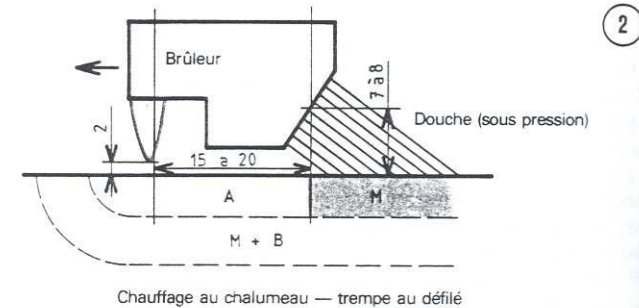 2
Brûleur
7 à 8
Douche (sous pression)
2
15 à 20
A
M
M + B
Chauffage au chalumeau — trempe au défilé